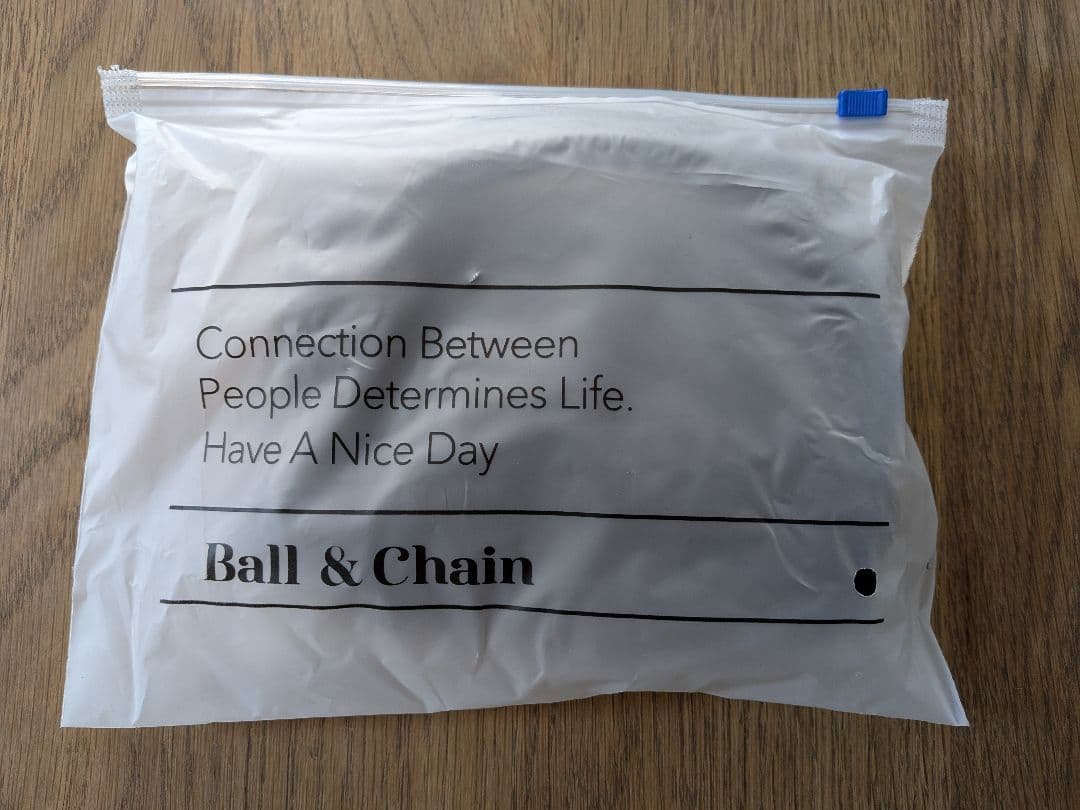 Connection Between
People Determines Life.
Have A Nice Day
Ball & Chain